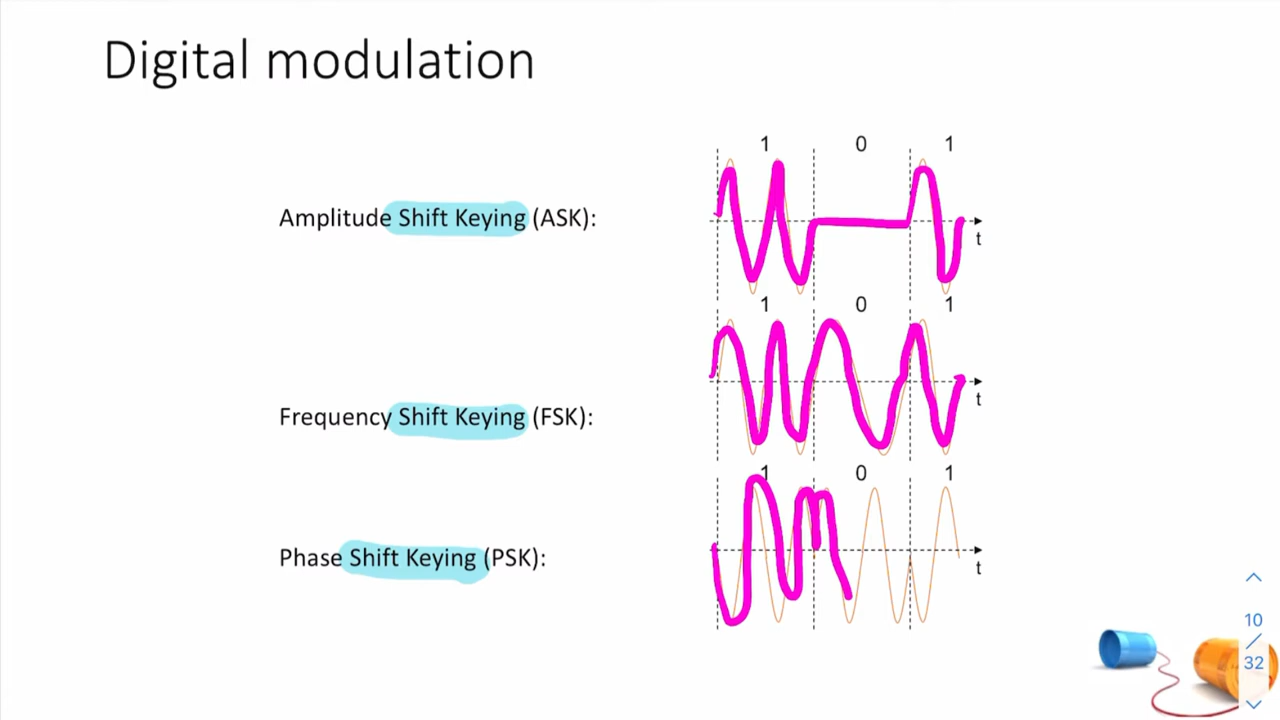 Digital modulation
1 0 1
Amplitude Shift Keying (ASK):
t
1 0 1
t
Frequency Shift Keying (FSK):
1 0 1
Phase Shift Keying (PSK):
t
10
/
32